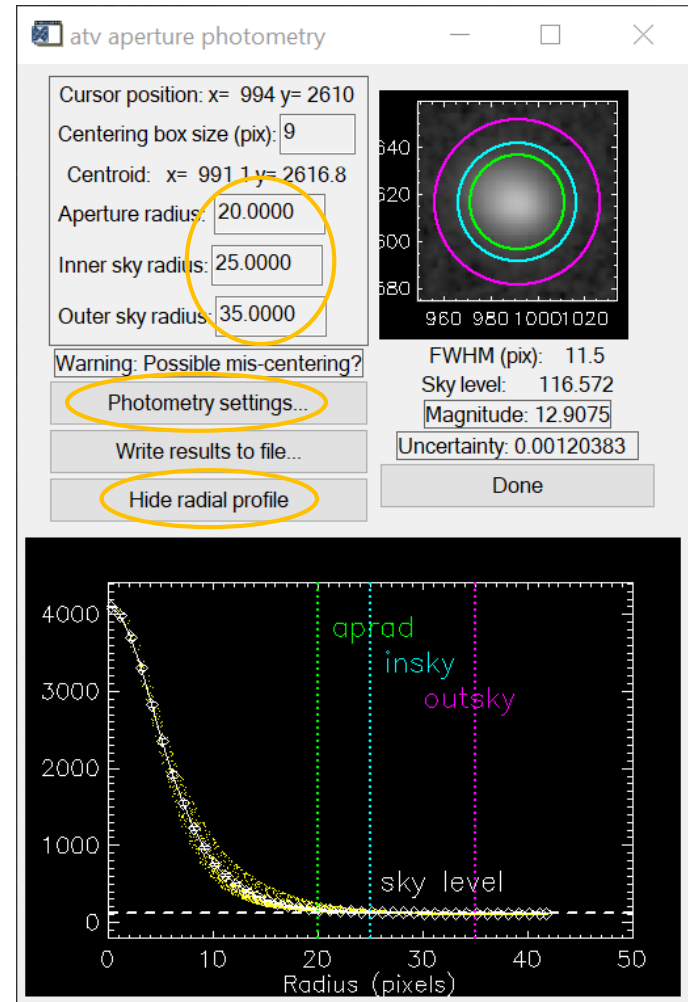 atv aperture photometry
Cursor position: x= 994 y= 2610
Centering box size (pix): 9
Centroid: x= 991.1 y= 2616.8
Aperture radius: 20.0000
Inner sky radius: 25.0000
Outer sky radius: 35.0000
Warning: Possible mis-centering?
Photometry settings...
Write results to file...
Hide radial profile
640
620
600
580
960 980 1000 1020
FWHM (pix): 11.5
Sky level: 116.572
Magnitude: 12.9075
Uncertainty: 0.00120383
Done
4000
3000
2000
1000
0
aprad
insky
outsky
sky level
0 10 20 30 40 50
Radius (pixels)